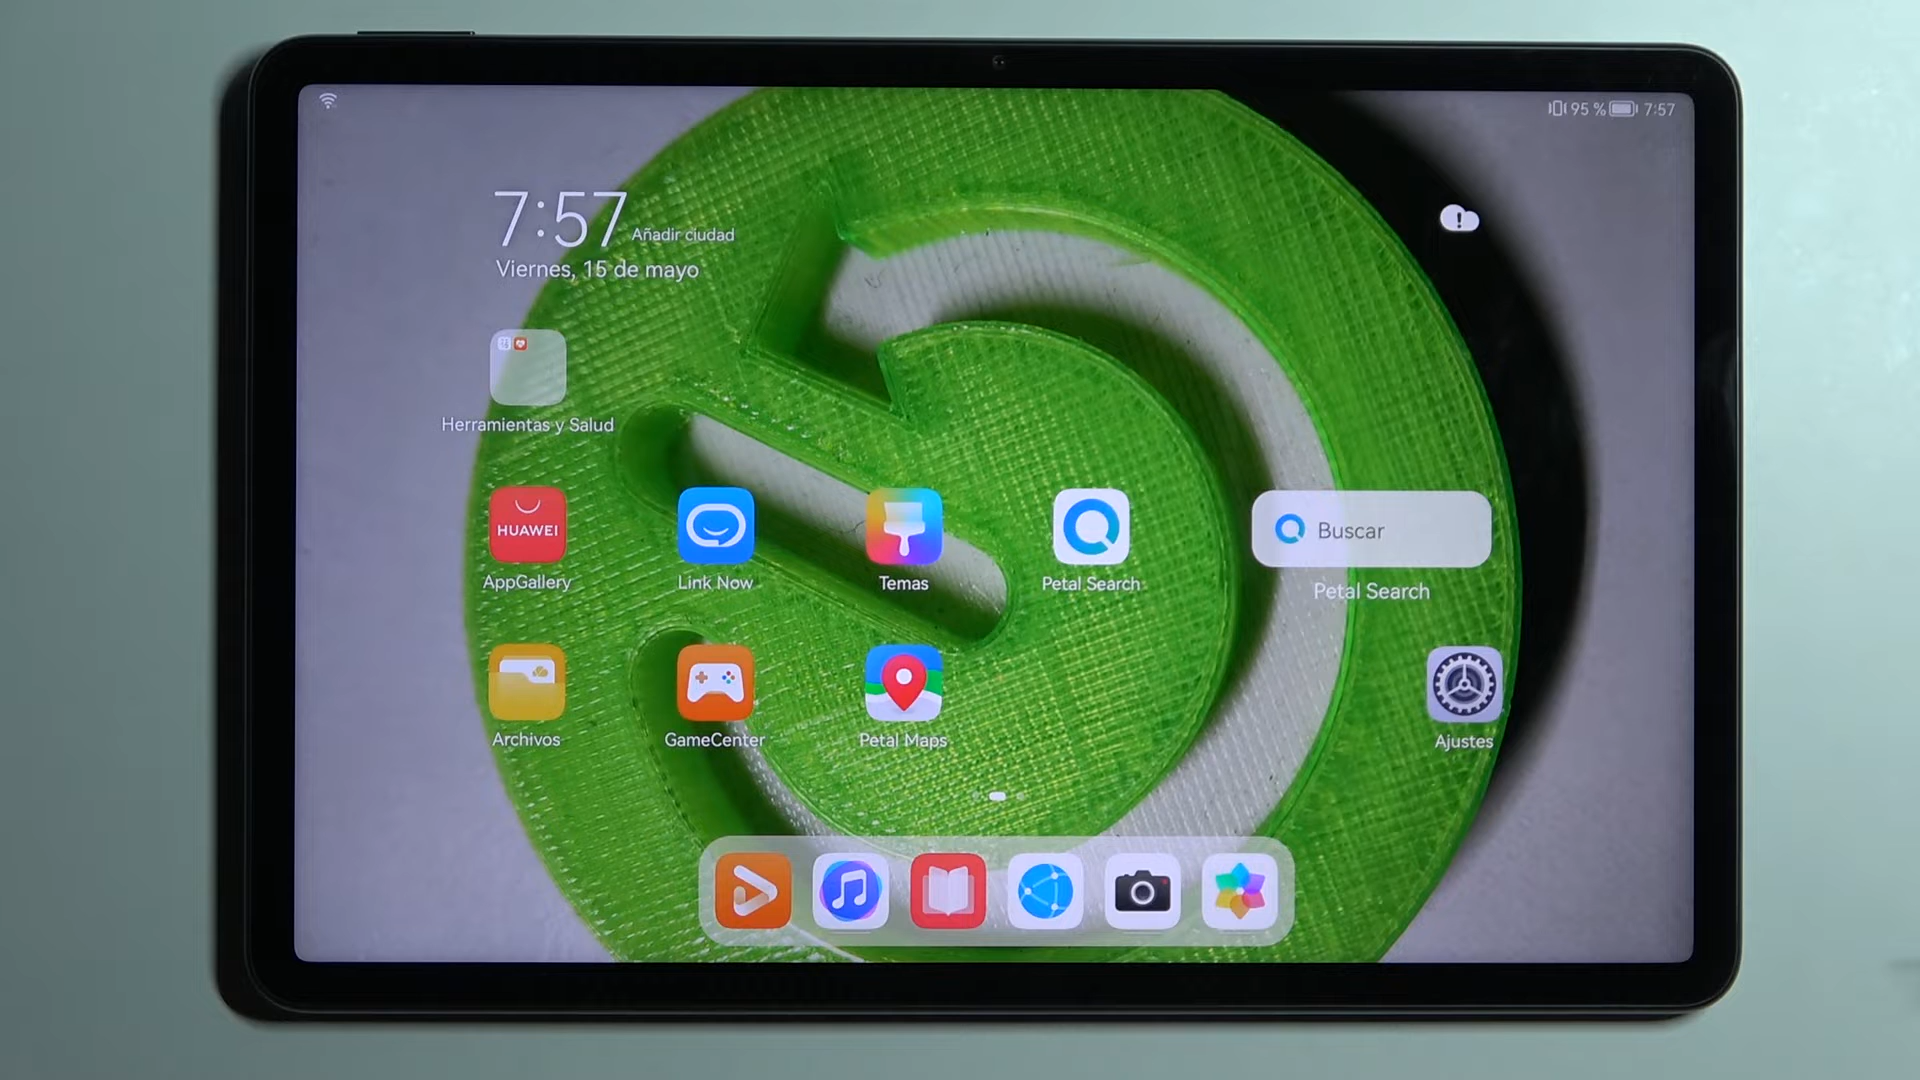 95 % 7:57
7:57 Añadir ciudad
Viernes, 15 de mayo
Herramientas y Salud
HUAWEI
AppGallery
Link Now
Temas
Petal Search
Buscar
Petal Search
Archivos
GameCenter
Petal Maps
Ajustes